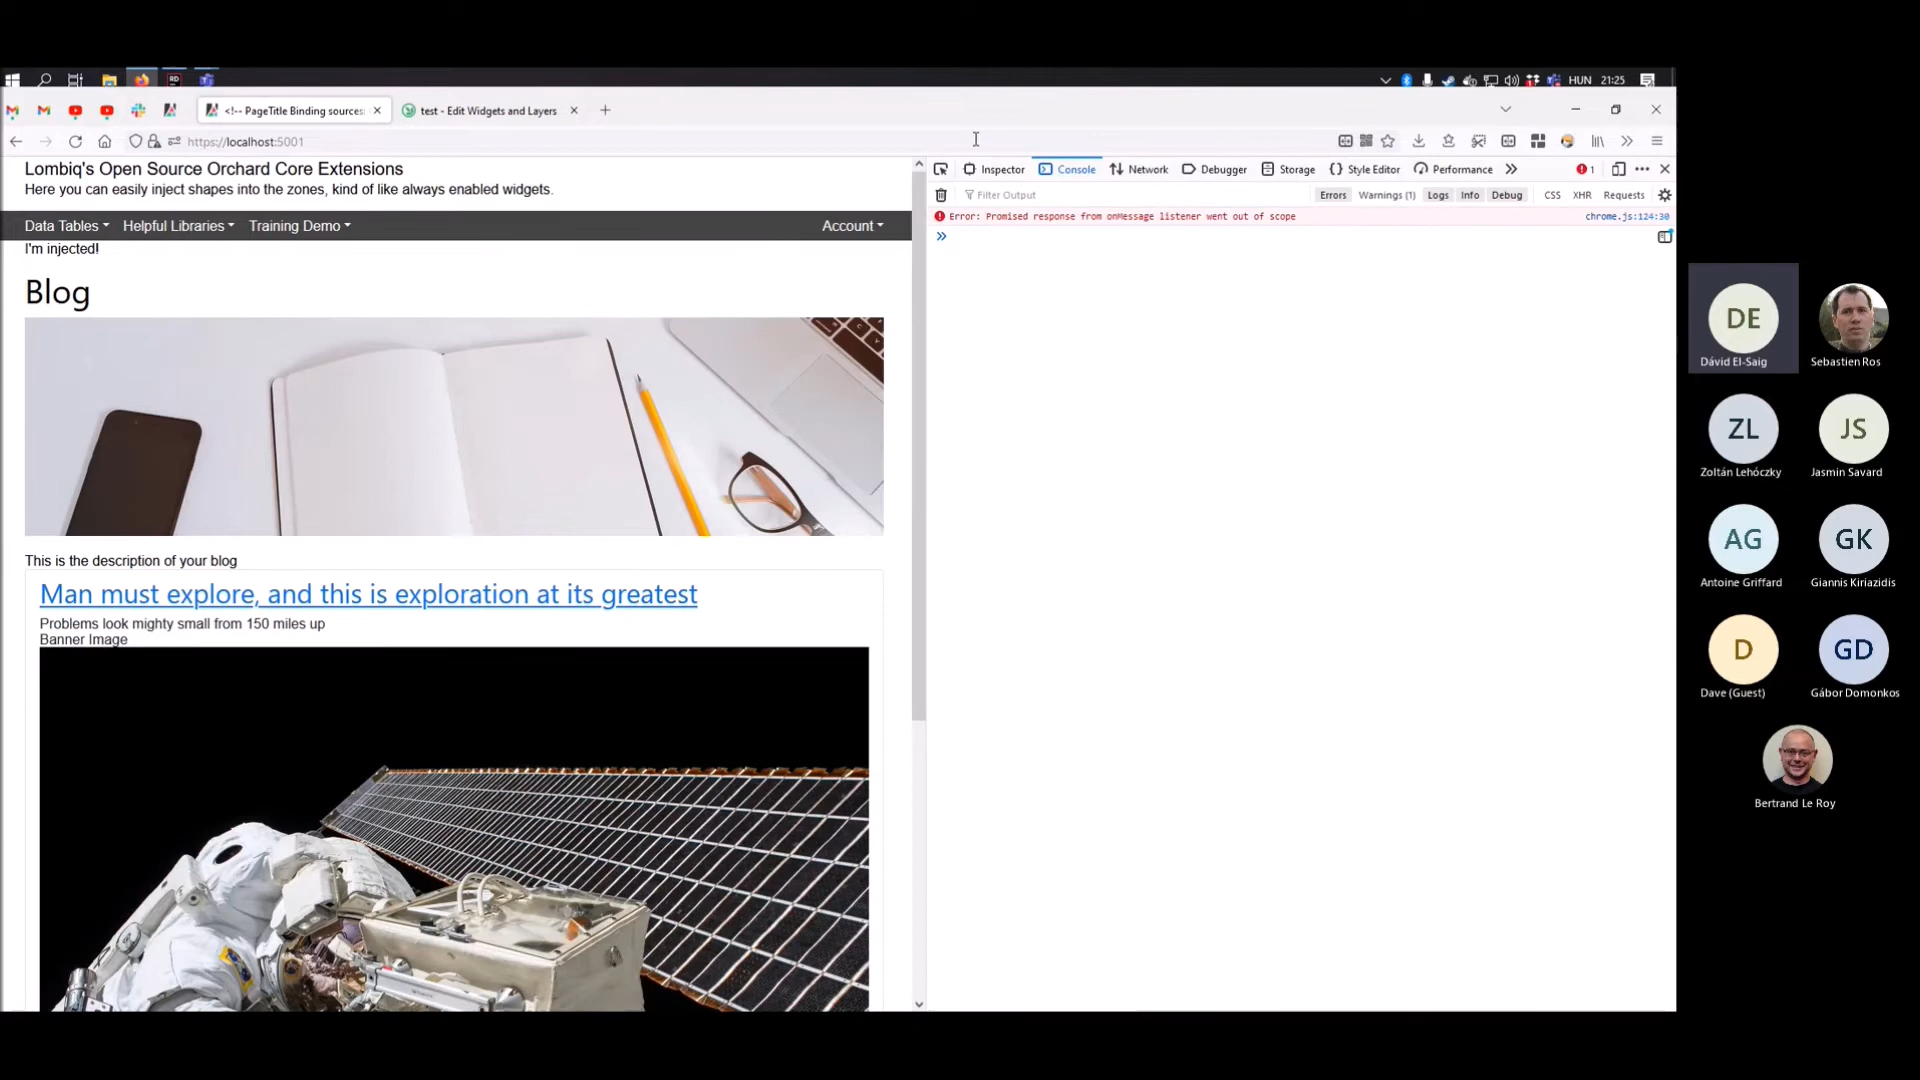 HUN 21:25
<!-- PageTitle Binding sources:
test - Edit Widgets and Layers
https://localhost:5001
Lombiq's Open Source Orchard Core Extensions
Here you can easily inject shapes into the zones, kind of like always enabled widgets.
Data Tables Helpful Libraries Training Demo Account
I'm injected!
Blog
This is the description of your blog
Man must explore, and this is exploration at its greatest
Problems look mighty small from 150 miles up
Banner Image
Inspector Console Network Debugger Storage Style Editor Performance 1
Filter Output Errors Warnings (1) Logs Info Debug CSS XHR Requests
Error: Promised response from onMessage listener went out of scope chrome.js:124:30
DE
Dávid El-Saig
Sebastien Ros
ZL JS
Zoltán Lehóczky Jasmin Savard
AG GK
Antoine Griffard Giannis Kiriazidis
D GD
Dave (Guest) Gábor Domonkos
Bertrand Le Roy